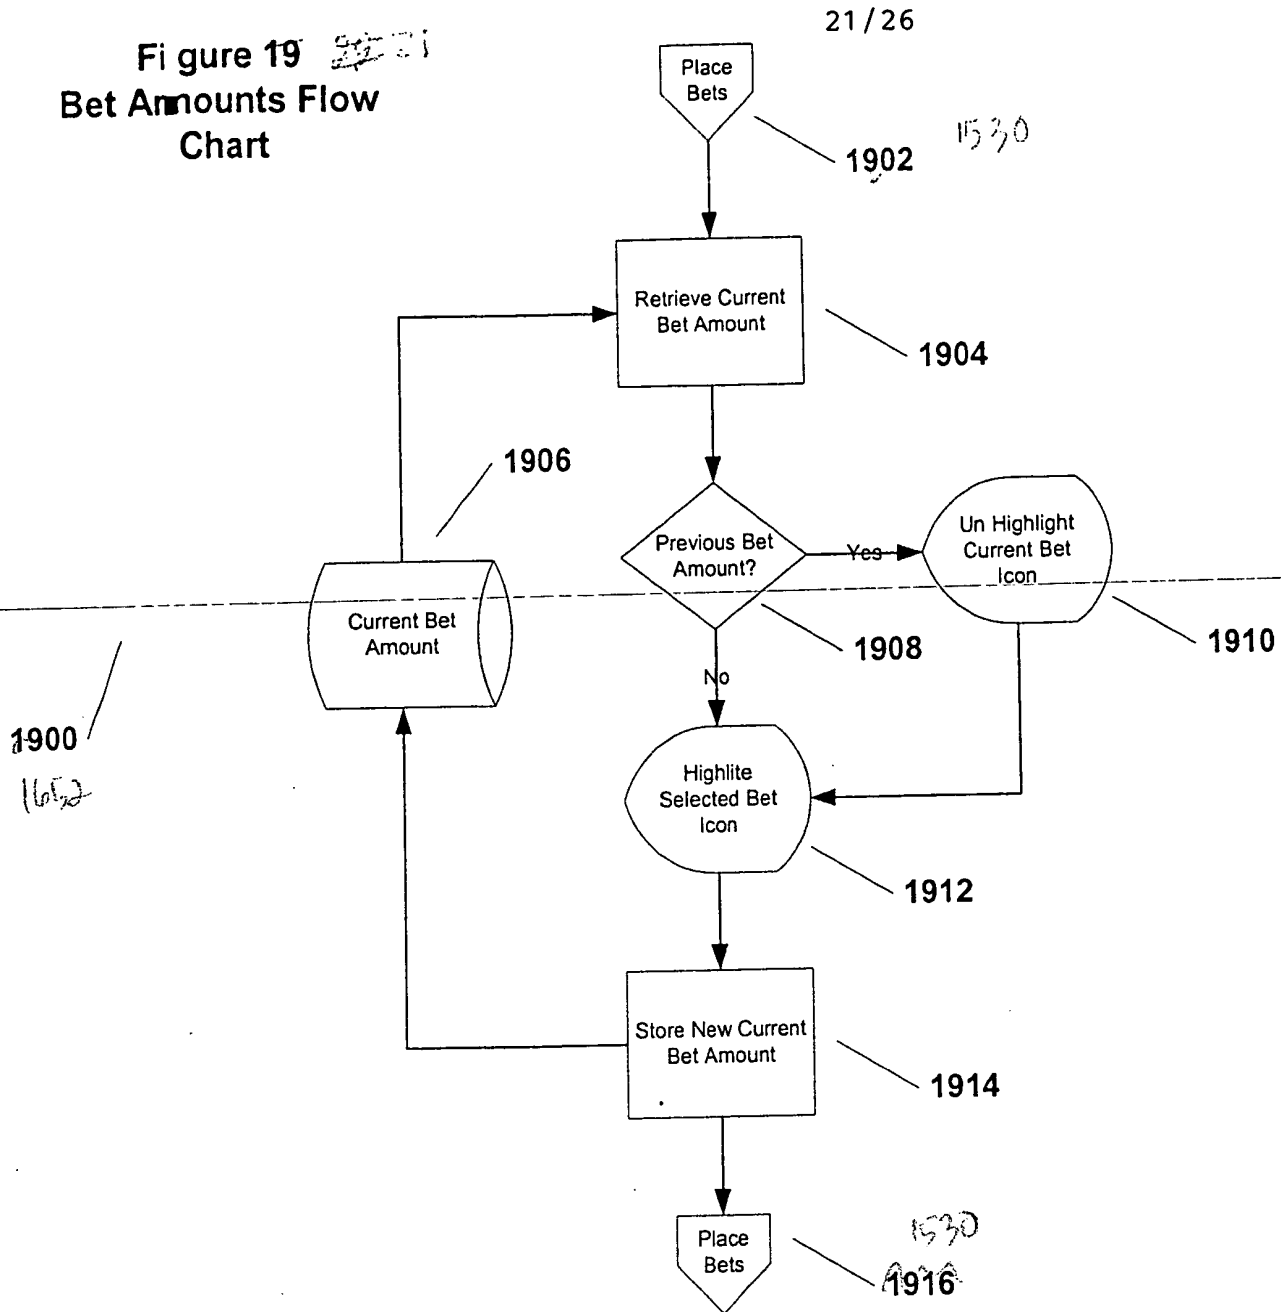 21/26
Fi gure 19
Bet Amounts Flow
Chart
Place
Bets
1902
1530
Retrieve Current
Bet Amount
1904
1906
Previous Bet
Amount?
Yes
Un Highlight
Current Bet
Icon
Current Bet
Amount
1908
1910
No
1900
1652
Highlite
Selected Bet
Icon
1912
Store New Current
Bet Amount
1914
Place
Bets
1530
1916